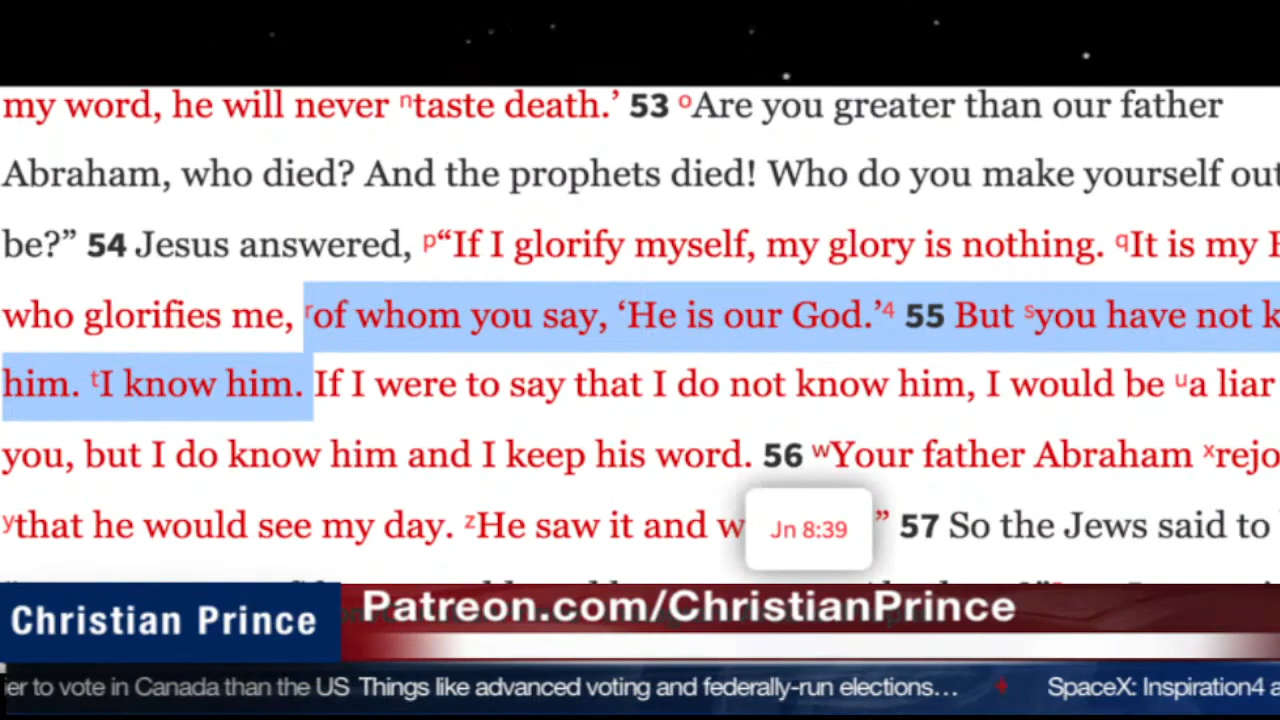 my word, he will never ⁿtaste death.’ 53 ᵒAre you greater than our father
Abraham, who died? And the prophets died! Who do you make yourself out
be?” 54 Jesus answered, ᵖ“If I glorify myself, my glory is nothing. qIt is my
who glorifies me, ʳof whom you say, ‘He is our God.’⁴ 55 But ˢyou have not
him. ᵗI know him. If I were to say that I do not know him, I would be ᵘa liar
you, but I do know him and I keep his word. 56 ʷYour father Abraham ˣrejo
ʸthat he would see my day. ᶻHe saw it and w
Jn 8:39
” 57 So the Jews said to
Christian Prince
Patreon.com/ChristianPrince
ier to vote in Canada than the US Things like advanced voting and federally-run elections… SpaceX: Inspiration4 a